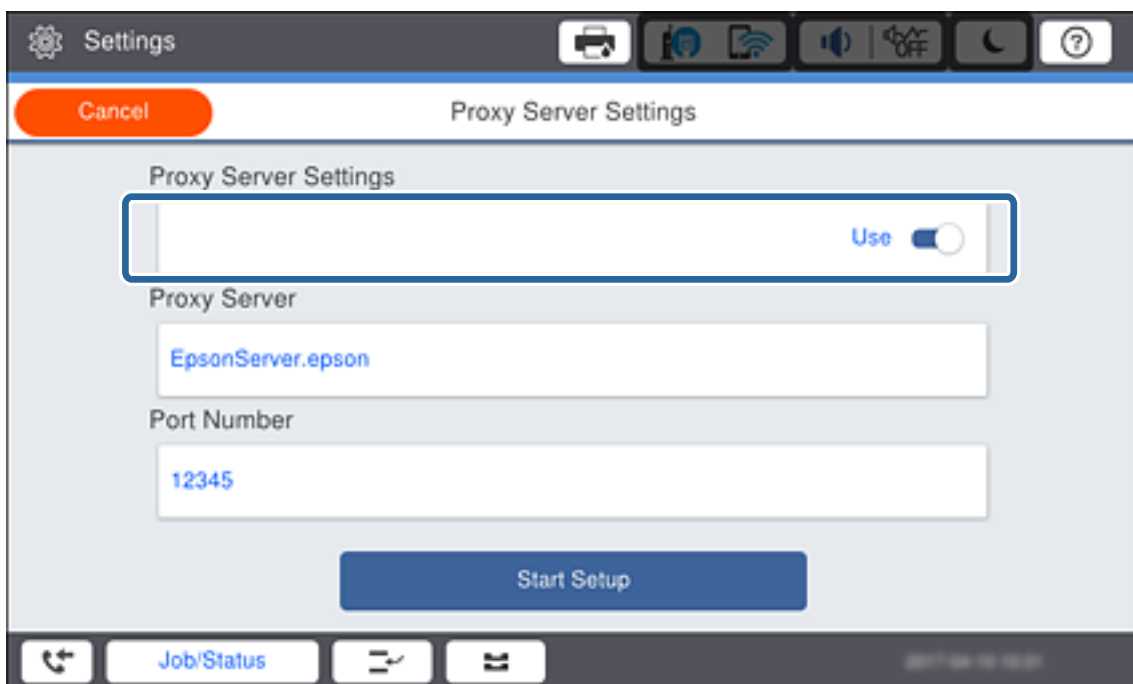 Settings
OFF
?
Cancel
Proxy Server Settings
Proxy Server Settings
Use
Proxy Server
EpsonServer.epson
Port Number
12345
Start Setup
Job/Status